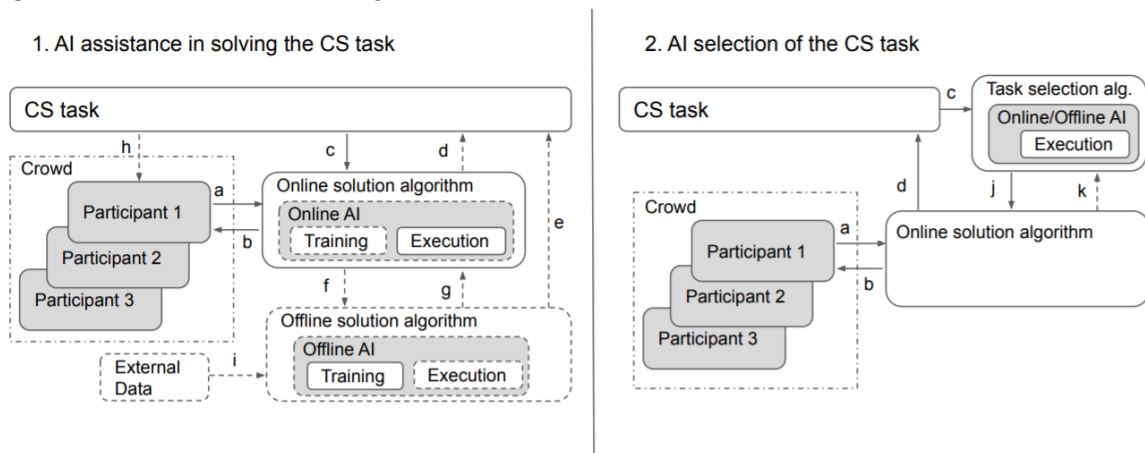 1. AI assistance in solving the CS task
CS task
h
c
d
e
Crowd
Participant 1
Participant 2
Participant 3
a
b
Online solution algorithm
Online AI
Training
Execution
f
g
Offline solution algorithm
Offline AI
Training
Execution
External
Data
i
2. AI selection of the CS task
CS task
c
Task selection alg.
Online/Offline AI
Execution
d
j
k
Crowd
Participant 1
Participant 2
Participant 3
a
b
Online solution algorithm